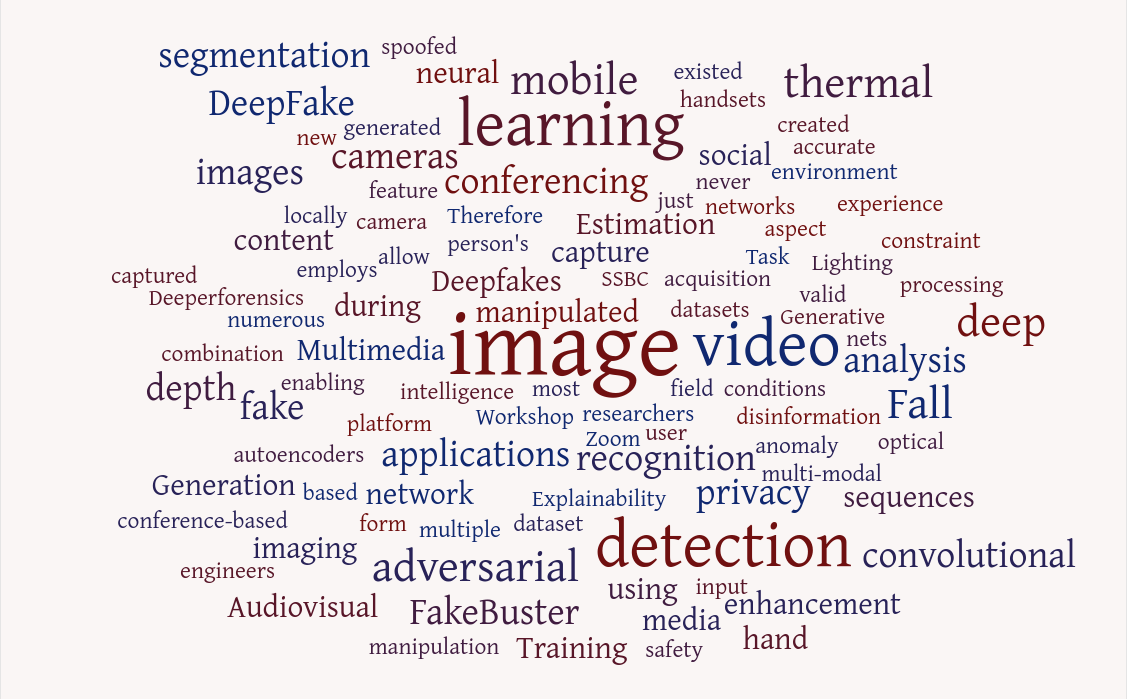 segmentation spoofed
neural mobile existed thermal
DeepFake handsets
new generated learning created
cameras social accurate
images conferencing never environment
feature just networks experience
locally camera Therefore Estimation aspect
content person's capture Task constraint
employs allow Lighting
captured Deepfakes SSBC acquisition processing
Deeperforensics during manipulated datasets valid
numerous Generative deep
combination Multimedia image video nets analysis
depth enabling intelligence most field conditions
fake Workshop researchers disinformation Fall
platform Zoom user
autoencoders applications recognition anomaly optical
multi-modal
Generation based network Explainability privacy sequences
conference-based form multiple dataset
imaging detection convolutional
engineers adversarial using input
Audiovisual FakeBuster media enhancement
manipulation Training safety hand